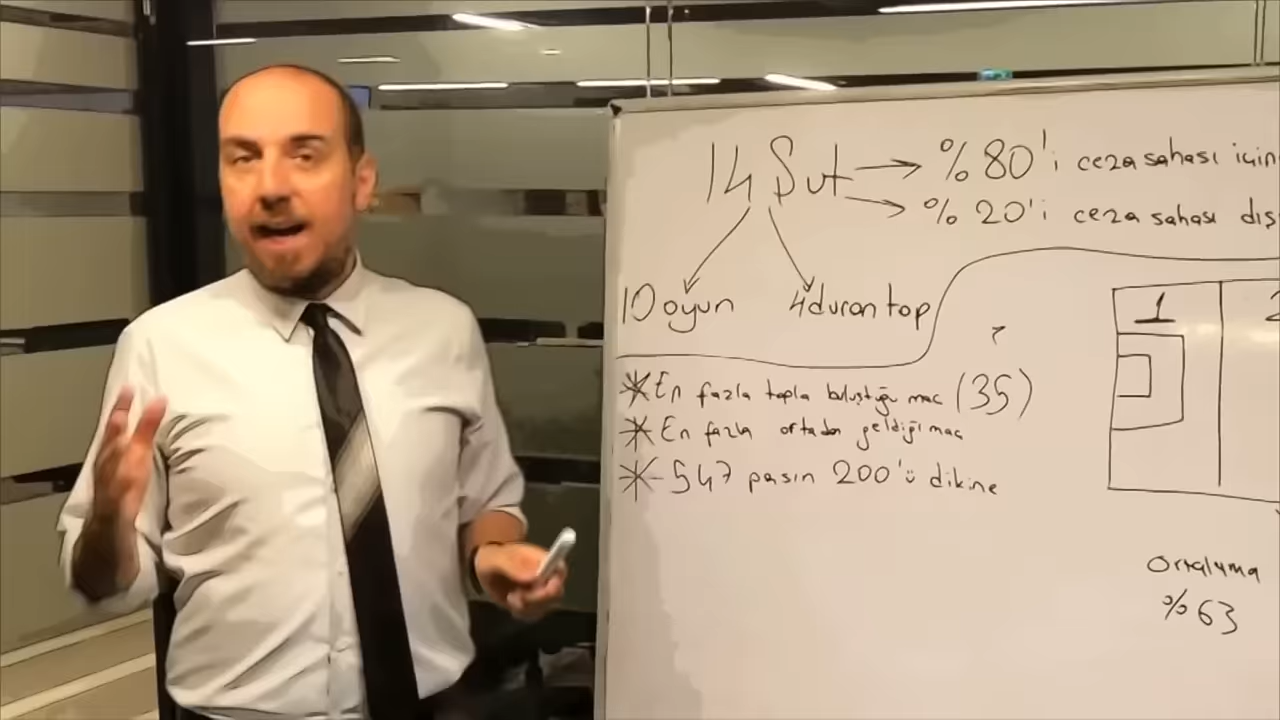 14 Şut → %80'i ceza sahası için
→ %20'i ceza sahası dış
10 oyun 4 duran top
* En fazla topla buluştuğu maç (35)
* En fazla ortadan geldiği maç
* 547 pasın 200'ü dikine
1
2
Ortalama
%63